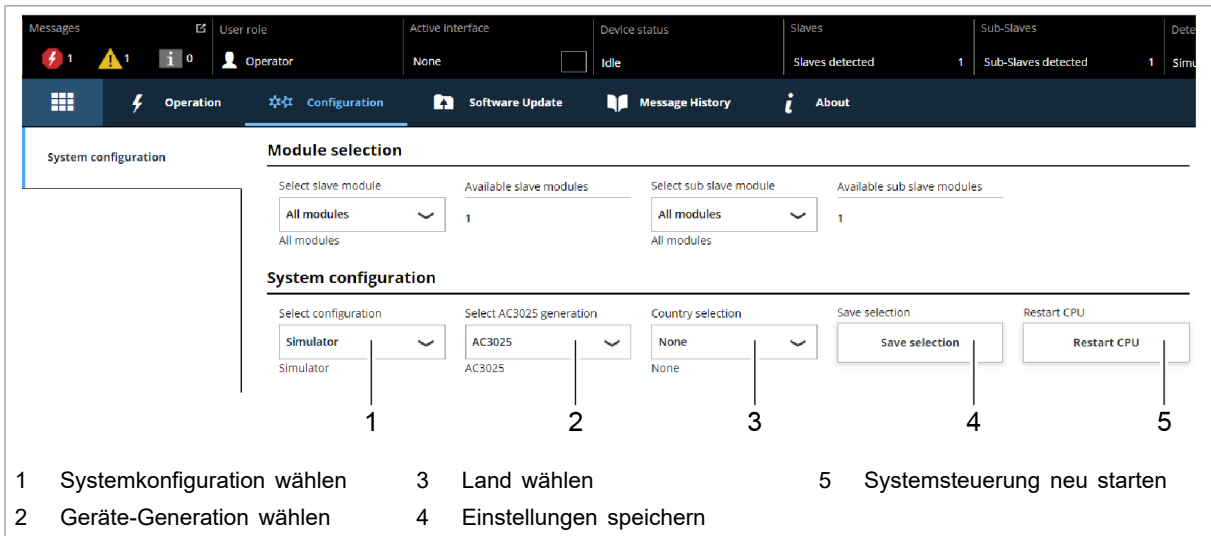 Messages User role Active interface Device status Slaves Sub-Slaves Dete
1 1 i 0 Operator None Idle Slaves detected 1 Sub-Slaves detected 1 Simu
Operation Configuration Software Update Message History i About
System configuration
Module selection
Select slave module Available slave modules Select sub slave module Available sub slave modules
All modules 1 All modules 1
All modules All modules
System configuration
Select configuration Select AC3025 generation Country selection Save selection Restart CPU
Simulator AC3025 None Save selection Restart CPU
Simulator AC3025 None
1 2 3 4 5
1 Systemkonfiguration wählen 3 Land wählen 5 Systemsteuerung neu starten
2 Geräte-Generation wählen 4 Einstellungen speichern